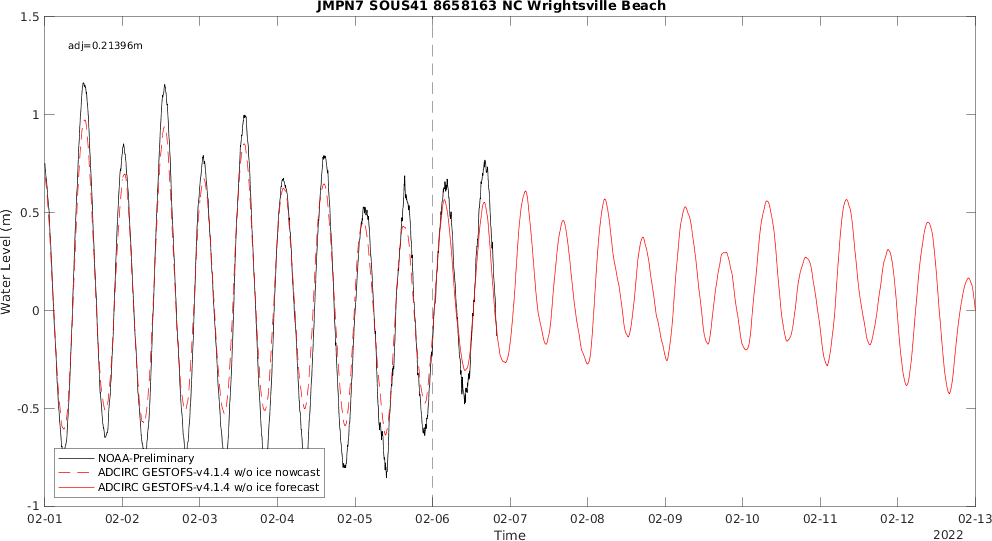 JMPN7 SOUS41 8658163 NC Wrightsville Beach
adj=0.21396m
Water Level (m)
1.5
1
0.5
0
-0.5
-1
NOAA-Preliminary
ADCIRC GESTOFS-v4.1.4 w/o ice nowcast
ADCIRC GESTOFS-v4.1.4 w/o ice forecast
02-01 02-02 02-03 02-04 02-05 02-06 02-07 02-08 02-09 02-10 02-11 02-12 02-13
Time
2022